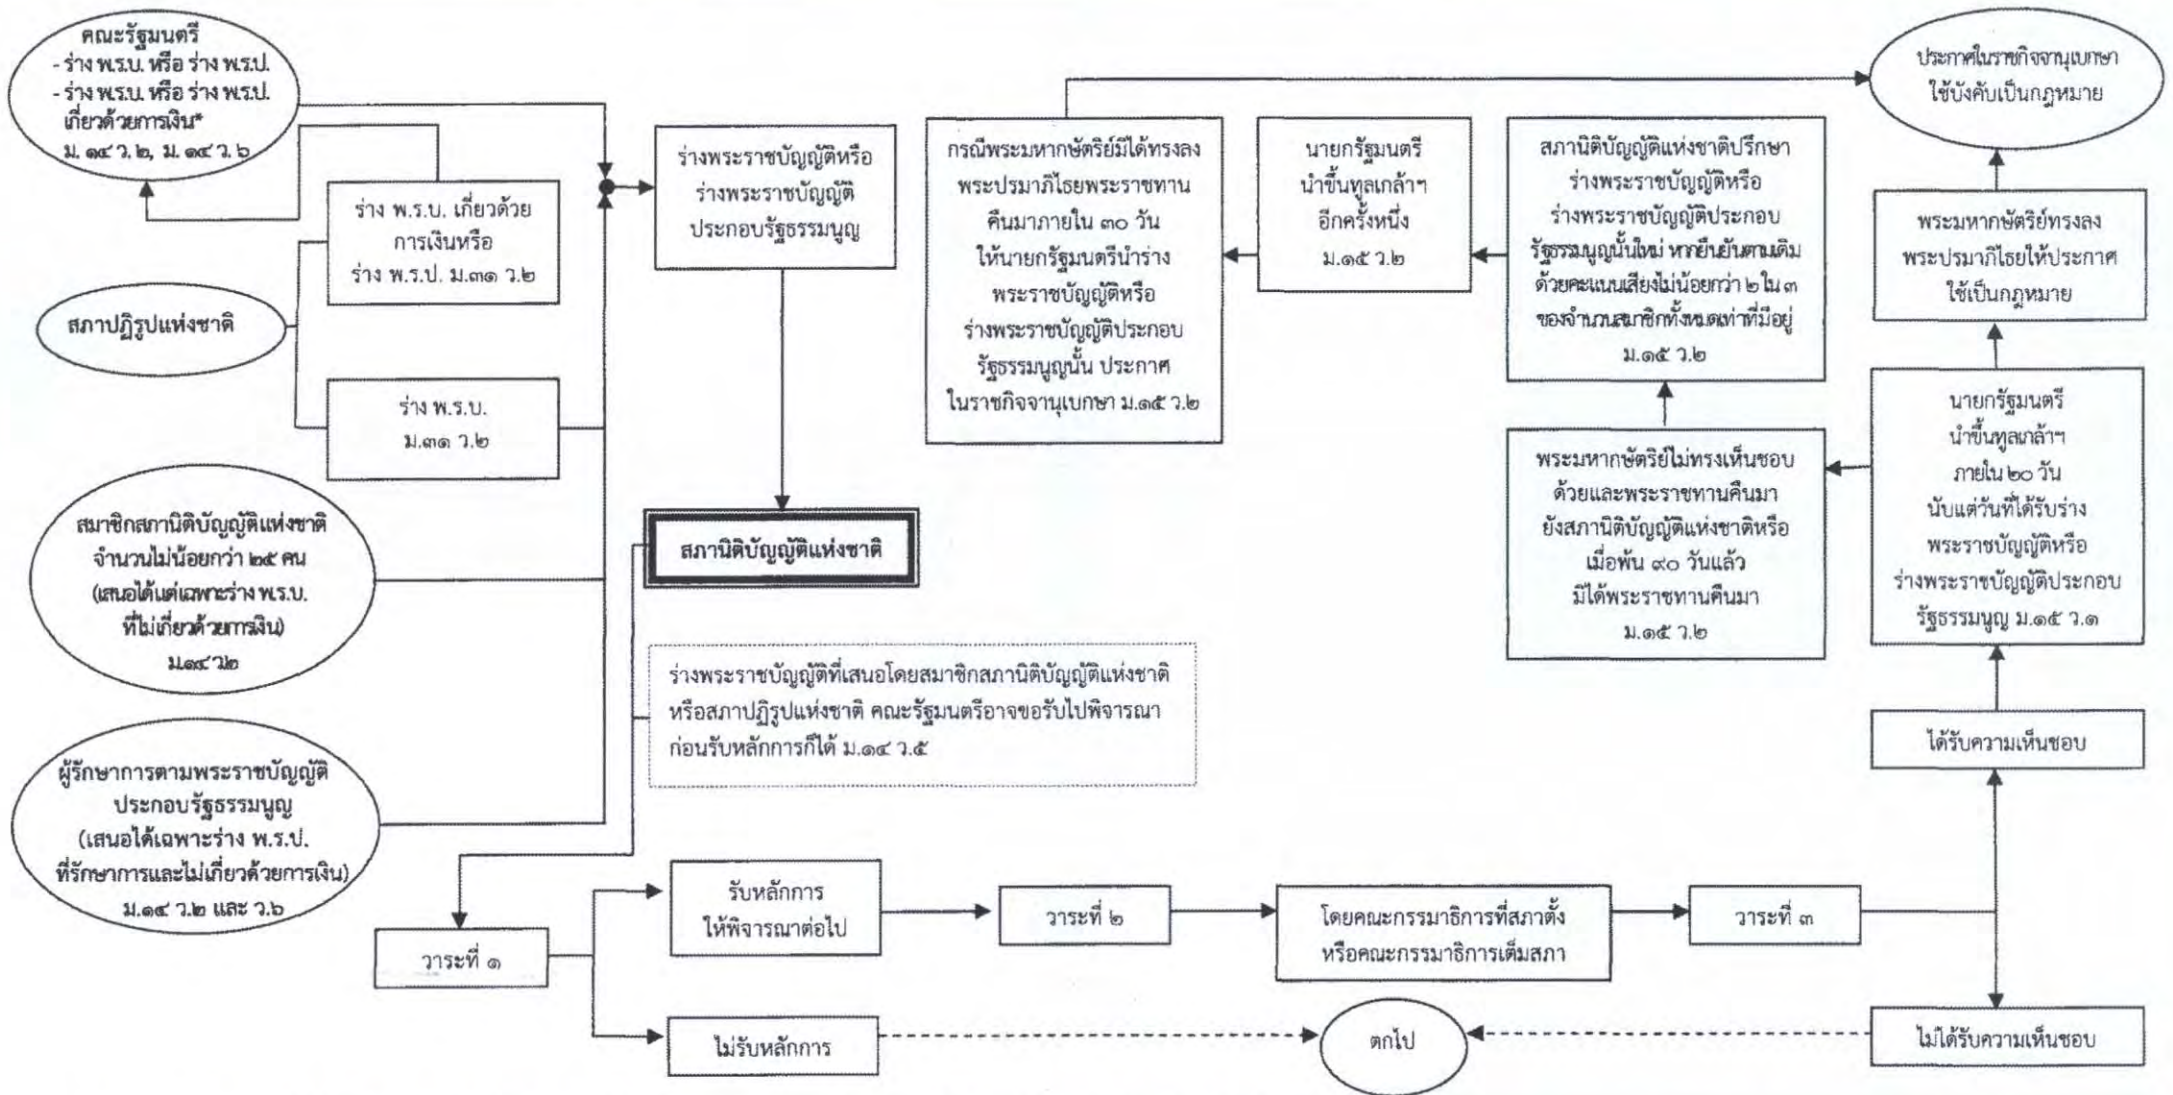 คณะรัฐมนตรี
- ร่าง พ.ร.บ. หรือ ร่าง พ.ร.ป.
- ร่าง พ.ร.บ. หรือ ร่าง พ.ร.ป.
เกี่ยวด้วยการเงิน*
ม. ๑๔ ว. ๒, ม. ๑๔ ว. ๖
ร่าง พ.ร.บ. เกี่ยวด้วย
การเงินหรือ
ร่าง พ.ร.ป. ม.๓๑ ว.๒
สภาปฏิรูปแห่งชาติ
ร่าง พ.ร.บ.
ม.๓๑ ว.๒
สมาชิกสภานิติบัญญัติแห่งชาติ
จำนวนไม่น้อยกว่า ๒๕ คน
(เสนอได้แต่เฉพาะร่าง พ.ร.บ.
ที่ไม่เกี่ยวด้วยการเงิน)
ม.๑๔ ว.๒
ผู้รักษาการตามพระราชบัญญัติ
ประกอบรัฐธรรมนูญ
(เสนอได้เฉพาะร่าง พ.ร.ป.
ที่รักษาการและไม่เกี่ยวด้วยการเงิน)
ม.๑๔ ว.๒ และ ว.๖
ร่างพระราชบัญญัติหรือ
ร่างพระราชบัญญัติ
ประกอบรัฐธรรมนูญ
สภานิติบัญญัติแห่งชาติ
ร่างพระราชบัญญัติที่เสนอโดยสมาชิกสภานิติบัญญัติแห่งชาติ
หรือสภาปฏิรูปแห่งชาติ คณะรัฐมนตรีอาจขอรับไปพิจารณา
ก่อนรับหลักการก็ได้ ม.๑๔ ว.๕
วาระที่ ๑
รับหลักการ
ให้พิจารณาต่อไป
ไม่รับหลักการ
วาระที่ ๒
โดยคณะกรรมาธิการที่สภาตั้ง
หรือคณะกรรมาธิการเต็มสภา
วาระที่ ๓
ตกไป
ไม่ได้รับความเห็นชอบ
ได้รับความเห็นชอบ
นายกรัฐมนตรี
นำขึ้นทูลเกล้าฯ
ภายใน ๒๐ วัน
นับแต่วันที่ได้รับร่าง
พระราชบัญญัติหรือ
ร่างพระราชบัญญัติประกอบ
รัฐธรรมนูญ ม.๑๕ ว.๑
พระมหากษัตริย์ทรงลง
พระปรมาภิไธยให้ประกาศ
ใช้เป็นกฎหมาย
ประกาศในราชกิจจานุเบกษา
ใช้บังคับเป็นกฎหมาย
พระมหากษัตริย์ไม่ทรงเห็นชอบ
ด้วยและพระราชทานคืนมา
ยังสภานิติบัญญัติแห่งชาติหรือ
เมื่อพ้น ๙๐ วันแล้ว
มิได้พระราชทานคืนมา
ม.๑๕ ว.๒
สภานิติบัญญัติแห่งชาติปรึกษา
ร่างพระราชบัญญัติหรือ
ร่างพระราชบัญญัติประกอบ
รัฐธรรมนูญนั้นใหม่ หากยืนยันตามเดิม
ด้วยคะแนนเสียงไม่น้อยกว่า ๒ ใน ๓
ของจำนวนสมาชิกทั้งหมดเท่าที่มีอยู่
ม.๑๕ ว.๒
นายกรัฐมนตรี
นำขึ้นทูลเกล้าฯ
อีกครั้งหนึ่ง
ม.๑๕ ว.๒
กรณีพระมหากษัตริย์มิได้ทรงลง
พระปรมาภิไธยพระราชทาน
คืนมาภายใน ๓๐ วัน
ให้นายกรัฐมนตรีนำร่าง
พระราชบัญญัติหรือ
ร่างพระราชบัญญัติประกอบ
รัฐธรรมนูญนั้น ประกาศ
ในราชกิจจานุเบกษา ม.๑๕ ว.๒